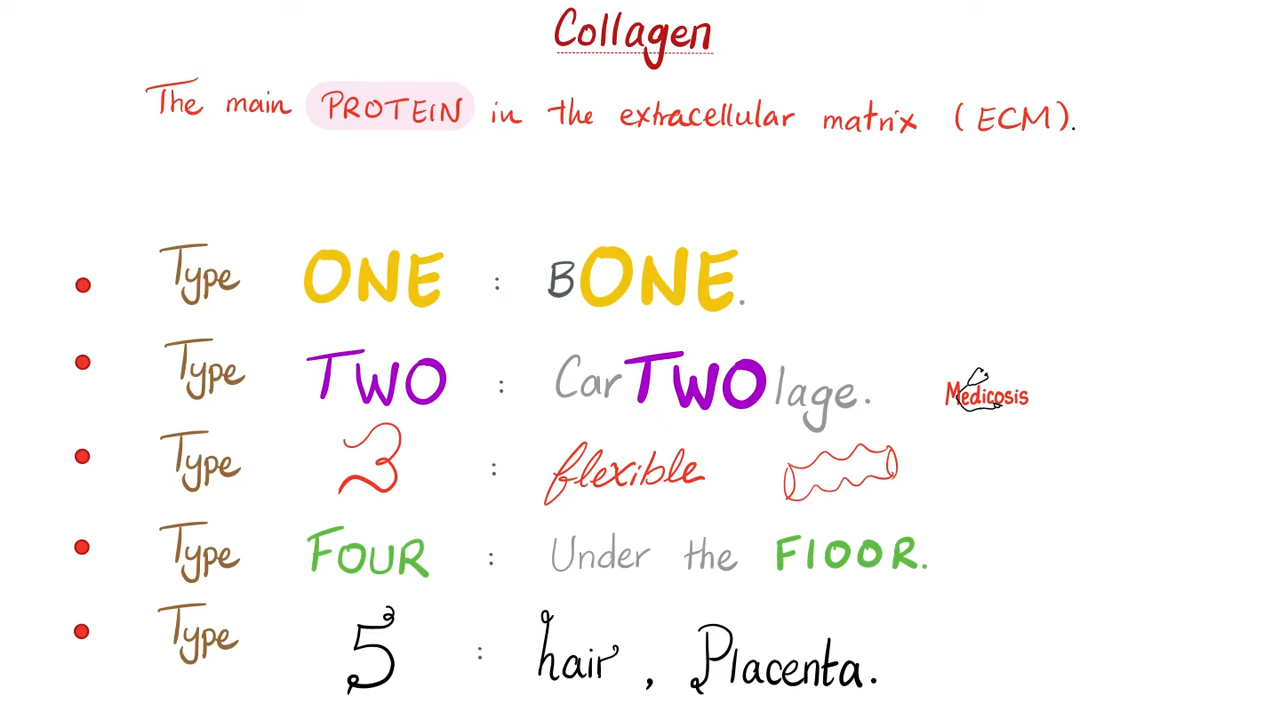 Collagen
The main PROTEIN in the extracellular matrix (ECM).
• Type ONE : BONE.
• Type TWO : CarTWOlage.
Medicosis
• Type 3 : flexible
• Type FOUR : Under the FlOOR.
• Type 5 : hair, Placenta.